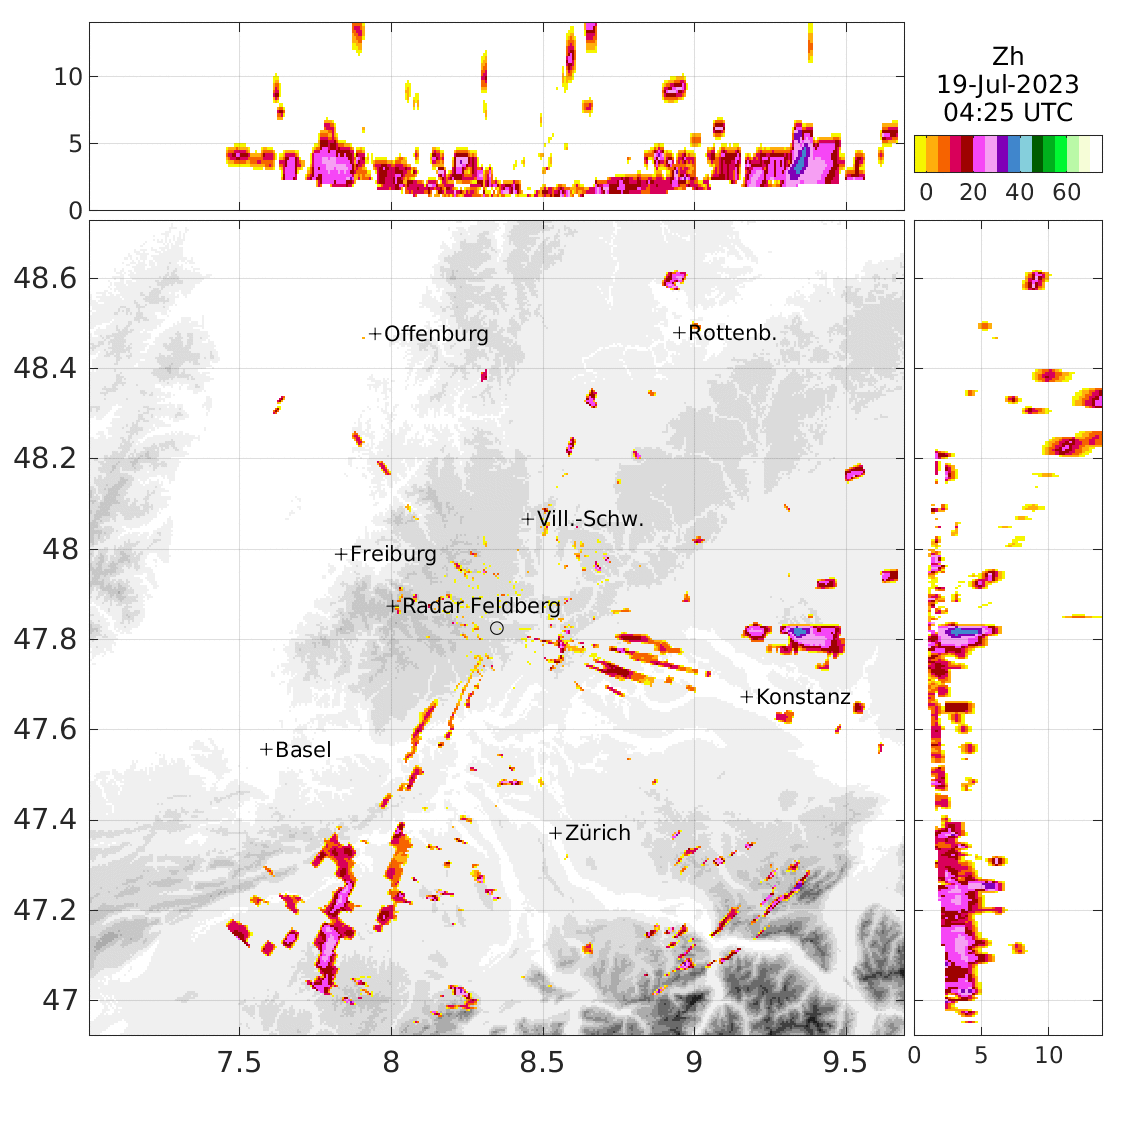 10
5
0
Zh
19-Jul-2023
04:25 UTC
0 20 40 60
48.6
48.4
48.2
48
47.8
47.6
47.4
47.2
47
+Offenburg
+Rottenb.
+Vill.-Schw.
+Freiburg
+Radar Feldberg
+Konstanz
+Basel
+Zürich
7.5 8 8.5 9 9.5
0 5 10